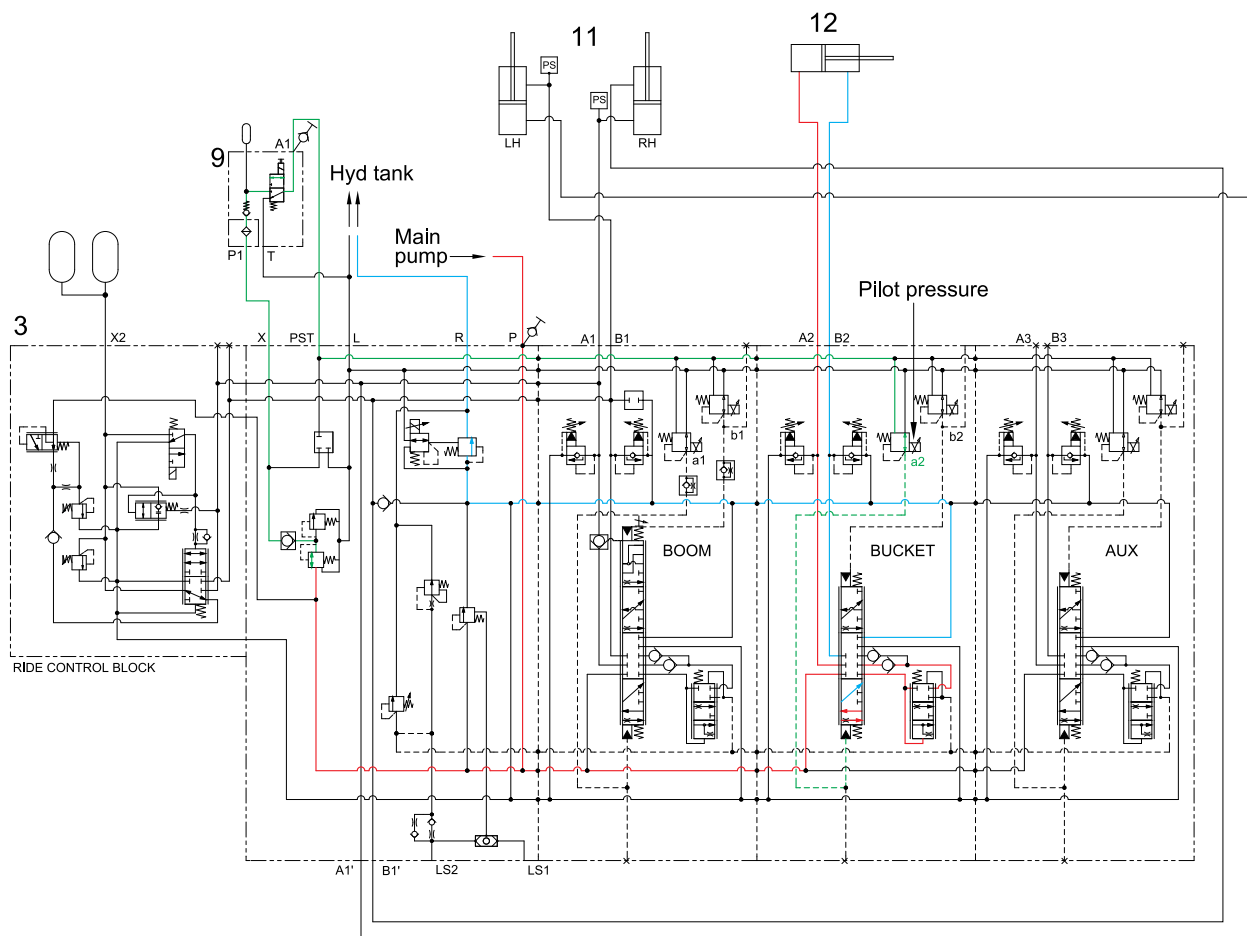 11
12
PS
PS
LH
RH
9
A1
Hyd tank
P1
T
Main
pump
Pilot pressure
3
X2
X
PST
L
R
P
A1
B1
A2
B2
A3
B3
b1
b2
a1
a2
BOOM
BUCKET
AUX
RIDE CONTROL BLOCK
A1'
B1'
LS2
LS1